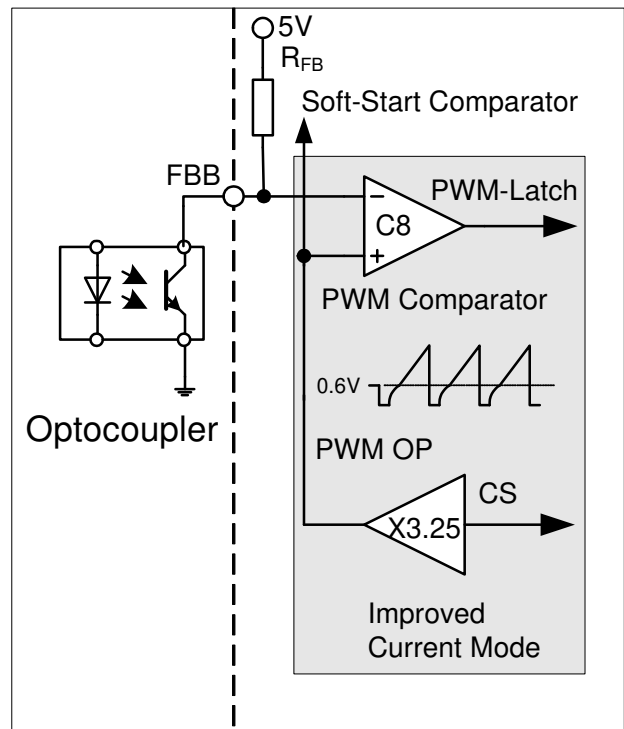 5V
RFB
Soft-Start Comparator
FBB
PWM-Latch
C8
PWM Comparator
0.6V
Optocoupler
PWM OP
CS
X3.25
Improved
Current Mode